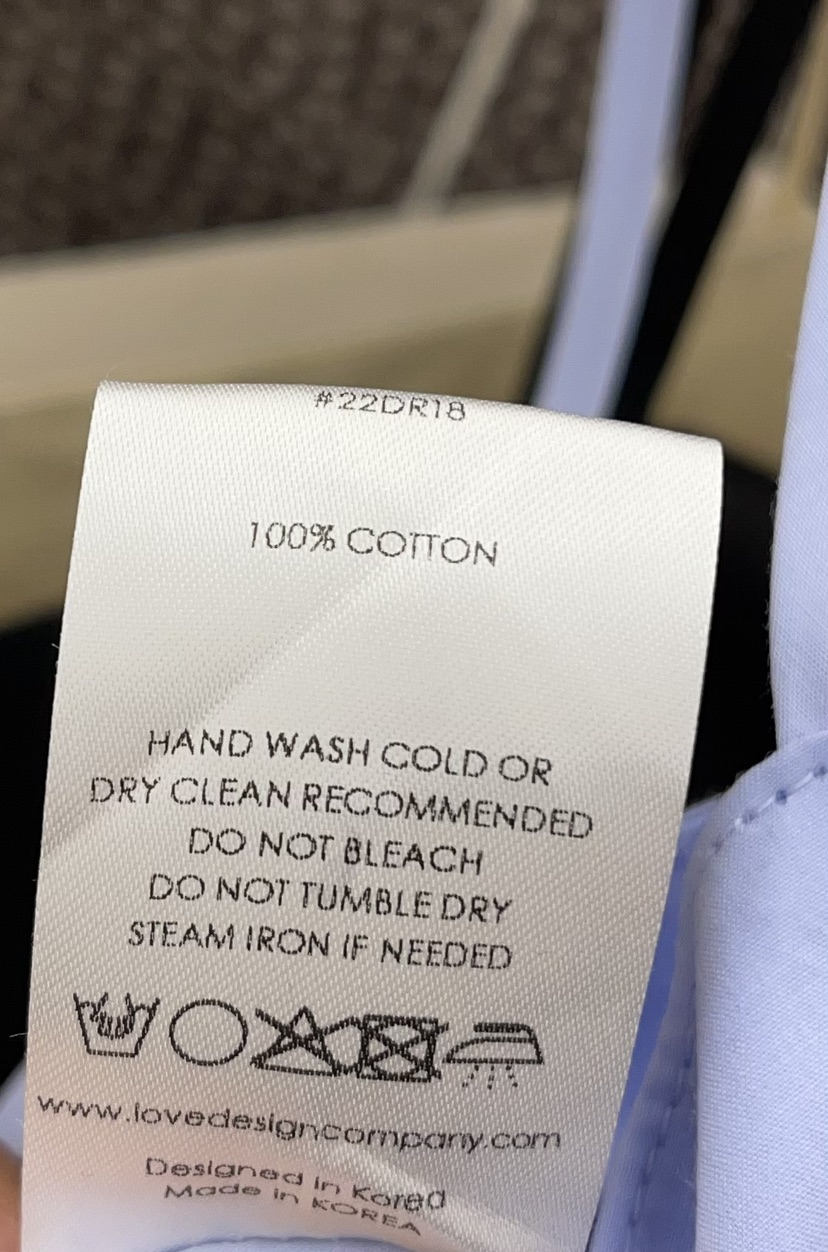 #22DR18
100% COTTON
HAND WASH COLD OR
DRY CLEAN RECOMMENDED
DO NOT BLEACH
DO NOT TUMBLE DRY
STEAM IRON IF NEEDED
www.lovedesigncompany.com
Designed in Korea
Made in KOREA